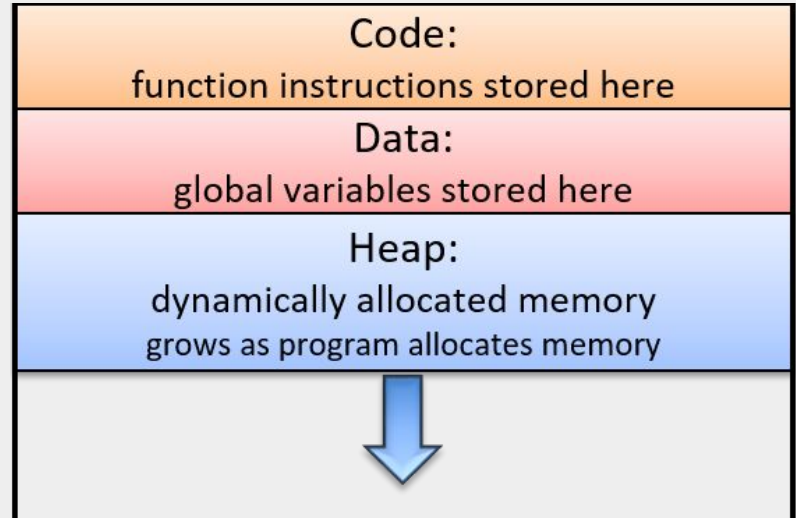 Code:
function instructions stored here
Data:
global variables stored here
Heap:
dynamically allocated memory
grows as program allocates memory